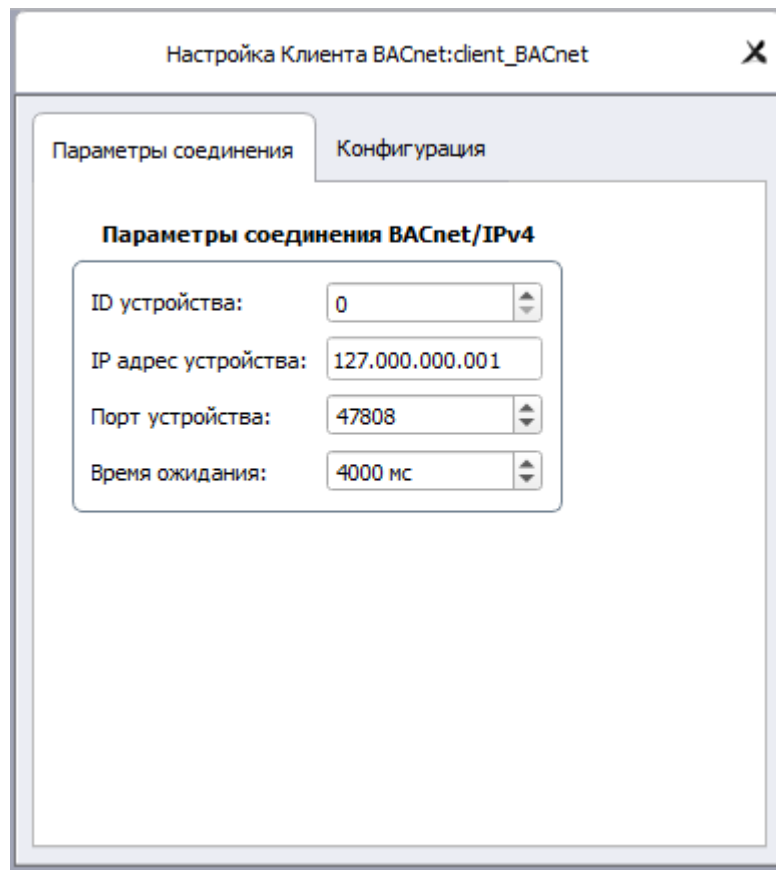 Настройка Клиента BACnet:client_BACnet
Параметры соединения Конфигурация
Параметры соединения BACnet/IPv4
ID устройства: 0
IP адрес устройства: 127.000.000.001
Порт устройства: 47808
Время ожидания: 4000 мс